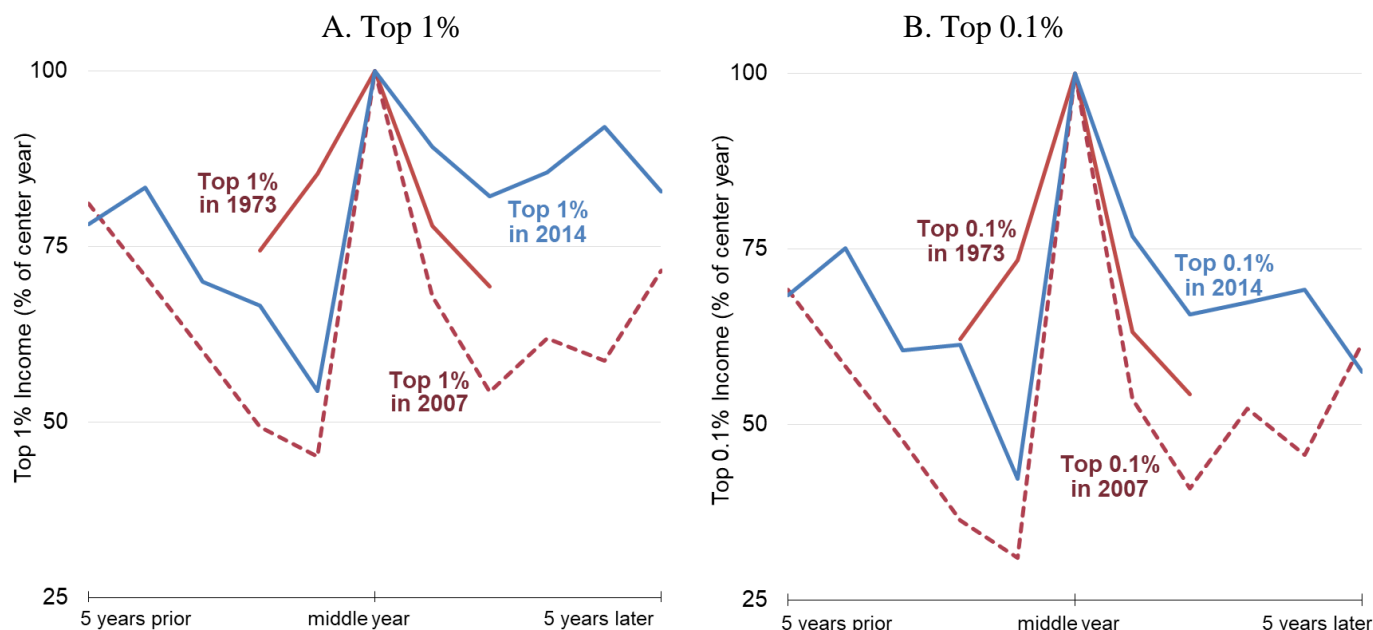 A. Top 1%
Top 1% Income (% of center year)
100
75
50
25
Top 1%
in 1973
Top 1%
in 2014
Top 1%
in 2007
5 years prior
middle year
5 years later
B. Top 0.1%
Top 0.1% Income (% of center year)
100
75
50
25
Top 0.1%
in 1973
Top 0.1%
in 2014
Top 0.1%
in 2007
5 years prior
middle year
5 years later